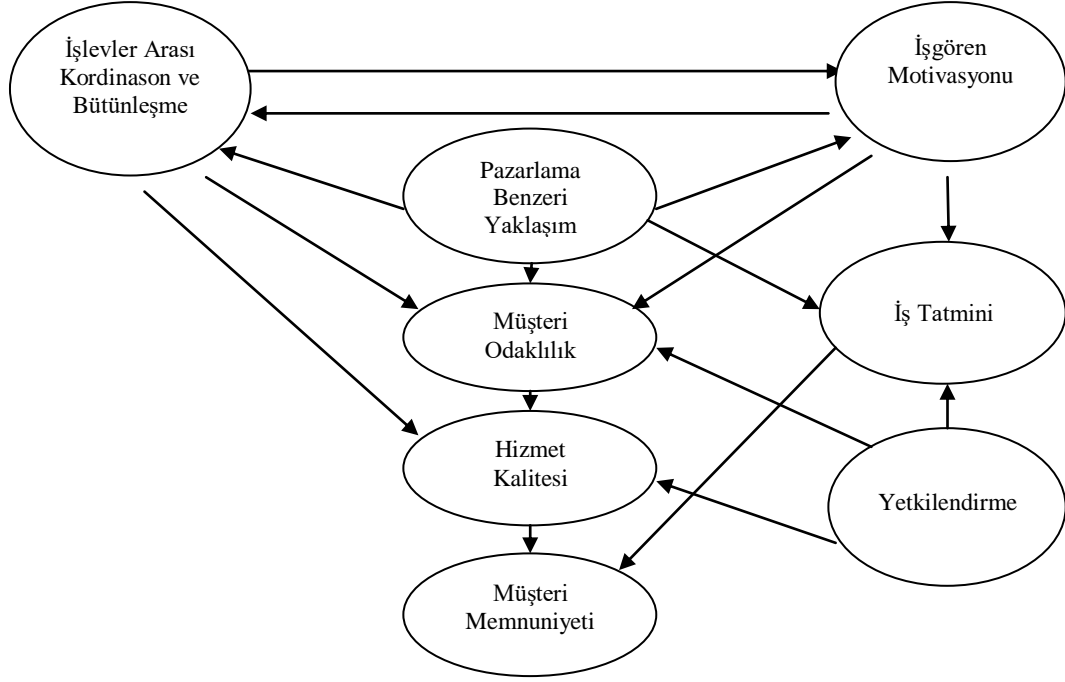 İşlevler Arası
Kordinason ve
Bütünleşme
İşgören
Motivasyonu
Pazarlama
Benzeri
Yaklaşım
Müşteri
Odaklılık
İş Tatmini
Hizmet
Kalitesi
Yetkilendirme
Müşteri
Memnuniyeti